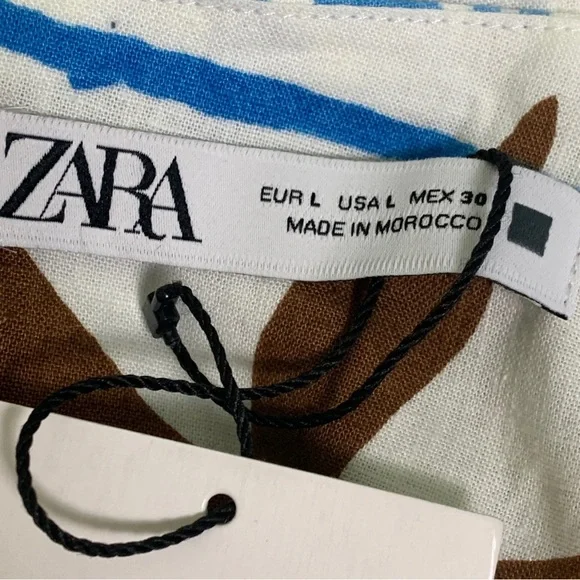 ZARA
EUR L USA L MEX 30
MADE IN MOROCCO